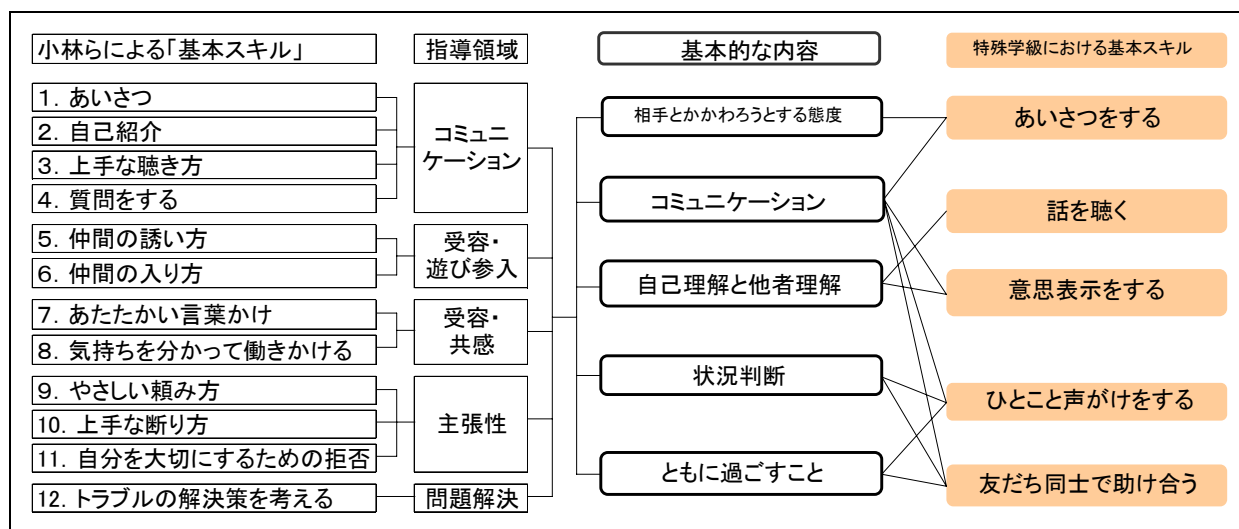 小林らによる「基本スキル」
指導領域
基本的な内容
特殊学級における基本スキル
1．あいさつ
2．自己紹介
3．上手な聴き方
4．質問をする
5．仲間の誘い方
6．仲間の入り方
7．あたたかい言葉かけ
8．気持ちを分かって働きかける
9．やさしい頼み方
10．上手な断り方
11．自分を大切にするための拒否
12．トラブルの解決策を考える
コミュニ
ケーション
受容・
遊び参入
受容・
共感
主張性
問題解決
相手とかかわろうとする態度
コミュニケーション
自己理解と他者理解
状況判断
ともに過ごすこと
あいさつをする
話を聴く
意思表示をする
ひとこと声がけをする
友だち同士で助け合う